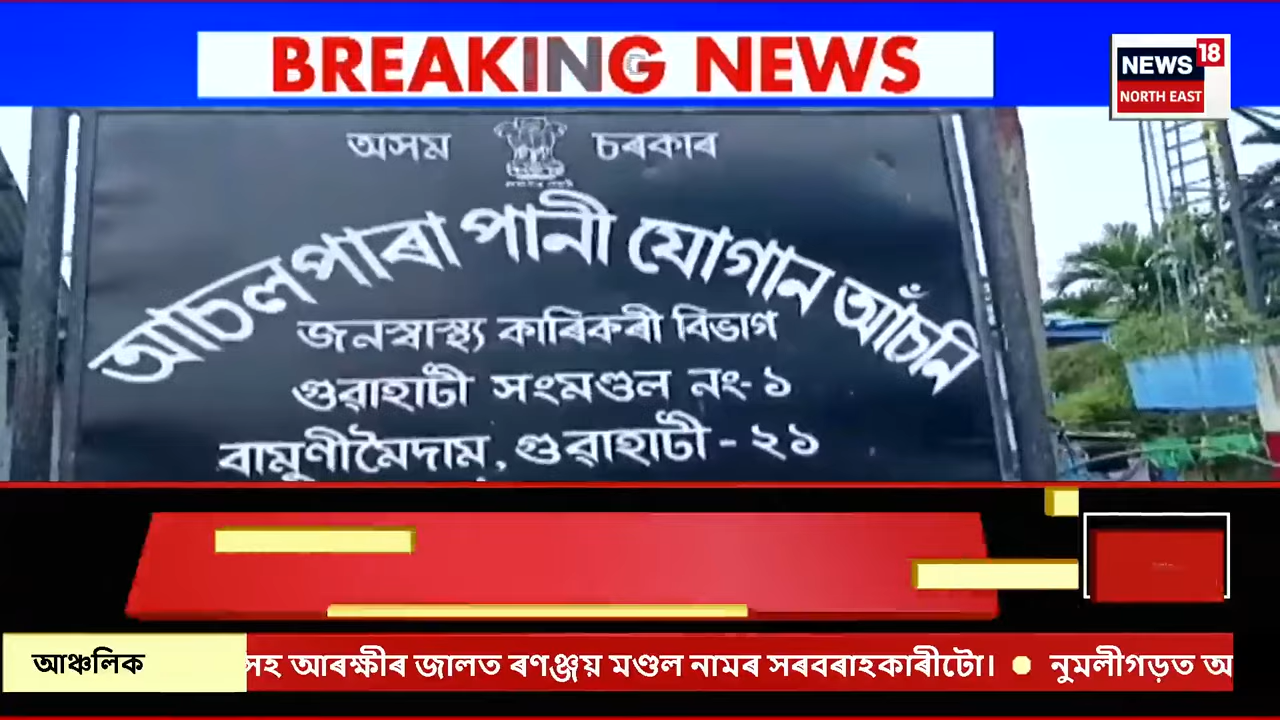 BREAKING NEWS
NEWS 18
NORTH EAST
অসম চৰকাৰ
আচলপাৰা পানী যোগান আঁচনি
জনস্বাস্থ্য কাৰিকৰী বিভাগ
গুৱাহাটী সংমণ্ডল নং-১
বামুণীমৈদাম, গুৱাহাটী - ২১
আঞ্চলিক
সহ আৰক্ষীৰ জালত ৰণঞ্জয় মণ্ডল নামৰ সৰবৰাহকাৰীটো। নুমলীগড়ত অ